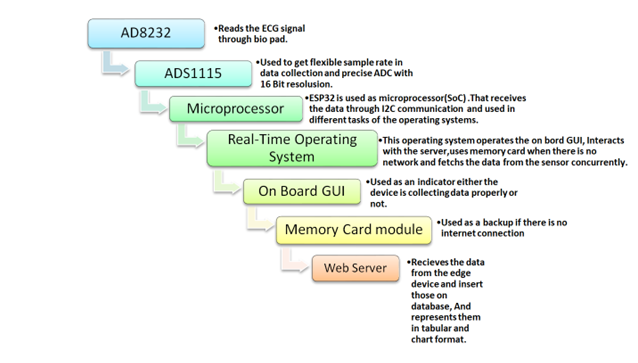 AD8232
•Reads the ECG signal
through bio pad.
ADS1115
•Used to get flexible sample rate in
data collection and precise ADC with
16 Bit resolusion.
Microprocessor
•ESP32 is used as microprocessor(SoC) .That receives
the data through I2C communication and used in
different tasks of the operating systems.
Real-Time Operating
System
•This operating system operates the on bord GUI, Interacts
with the server,uses memory card when there is no
network and fetchs the data from the sensor concurrently.
On Board GUI
•Used as an indicator either the
device is collecting data properly or
not.
Memory Card module
•Used as a backup if there is no
internet connection
Web Server
•Recieves the data
from the edge
device and insert
those on
database, And
represents them
in tabular and
chart format.